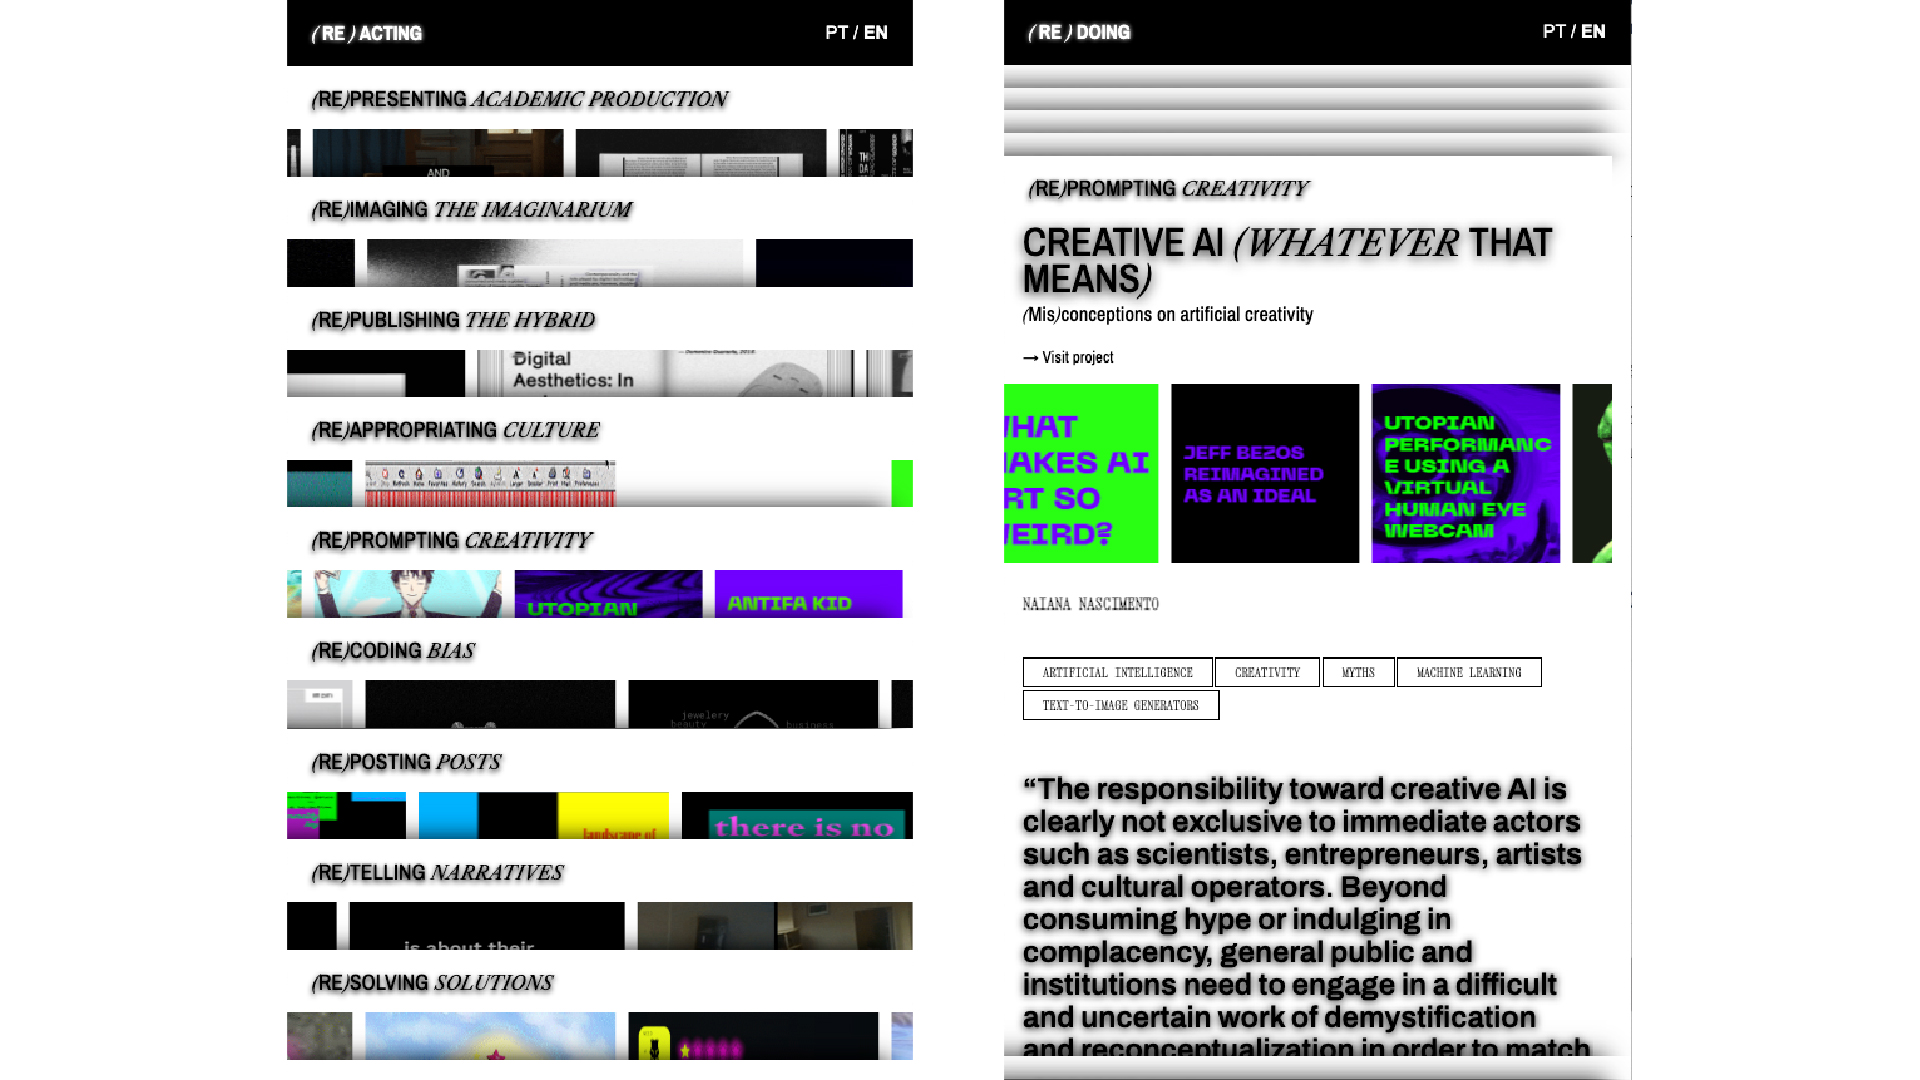 (RE) ACTING
PT / EN
(RE)PRESENTING ACADEMIC PRODUCTION
AND
(RE)IMAGING THE IMAGINARIUM
(RE)PUBLISHING THE HYBRID
Digital
Aesthetics: In
(RE)APPROPRIATING CULTURE
(RE)PROMPTING CREATIVITY
UTOPIAN
ANTIFA KID
(RE)CODING BIAS
jewelery
beauty
business
(RE)POSTING POSTS
landscape of
there is no
(RE)TELLING NARRATIVES
is about their
(RE)SOLVING SOLUTIONS
(RE) DOING
PT / EN
(RE)PROMPTING CREATIVITY
CREATIVE AI (WHATEVER THAT
MEANS)
(Mis)conceptions on artificial creativity
→ Visit project
WHAT
MAKES AI
ART SO
WEIRD?
JEFF BEZOS
REIMAGINED
AS AN IDEAL
UTOPIAN
PERFORMANC
E USING A
VIRTUAL
HUMAN EYE
WEBCAM
NAIANA NASCIMENTO
ARTIFICIAL INTELLIGENCE
CREATIVITY
MYTHS
MACHINE LEARNING
TEXT-TO-IMAGE GENERATORS
“The responsibility toward creative AI is
clearly not exclusive to immediate actors
such as scientists, entrepreneurs, artists
and cultural operators. Beyond
consuming hype or indulging in
complacency, general public and
institutions need to engage in a difficult
and uncertain work of demystification
and reconceptualization in order to match